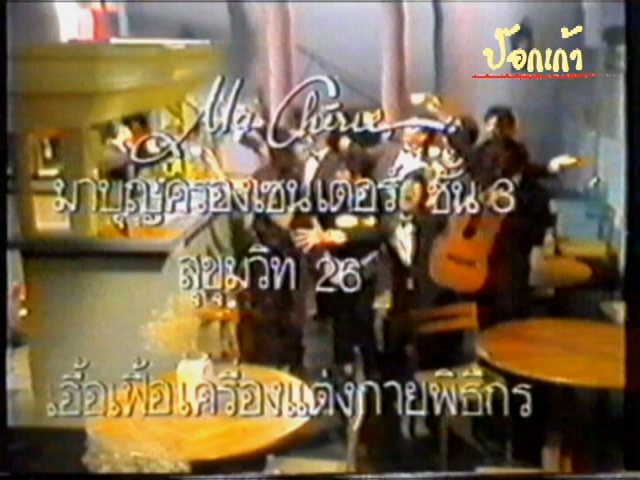 ป๊อกเก้า
Ma Chérie
มาบุญครองเซนเตอร์ ชั้น 3
สุขุมวิท 26
เอื้อเฟื้อเครื่องแต่งกายพิธีกร